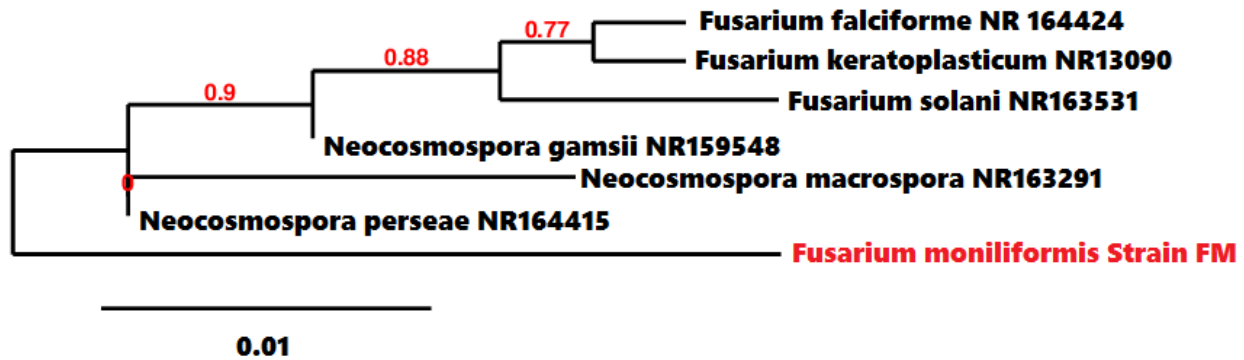 Fusarium falciforme NR 164424
0.77
Fusarium keratoplasticum NR13090
0.88
Fusarium solani NR163531
0.9
Neocosmospora gamsii NR159548
0
Neocosmospora macrospora NR163291
Neocosmospora perseae NR164415
Fusarium moniliformis Strain FM
0.01